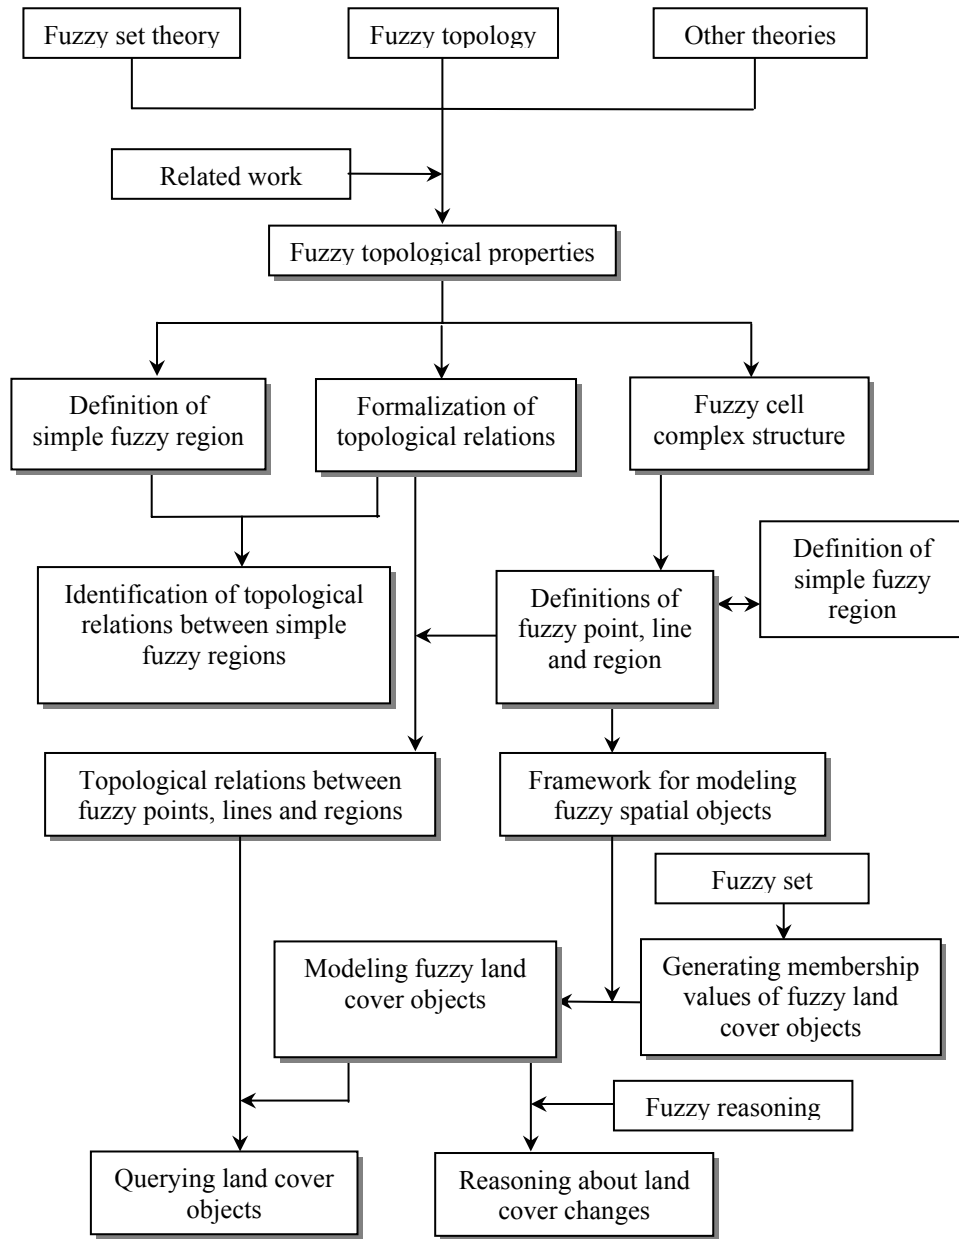 Fuzzy set theory
Fuzzy topology
Other theories
Related work
Fuzzy topological properties
Definition of
simple fuzzy region
Formalization of
topological relations
Fuzzy cell
complex structure
Identification of topological
relations between simple
fuzzy regions
Definitions of
fuzzy point, line
and region
Definition of
simple fuzzy
region
Topological relations between
fuzzy points, lines and regions
Framework for modeling
fuzzy spatial objects
Fuzzy set
Modeling fuzzy land
cover objects
Generating membership
values of fuzzy land
cover objects
Fuzzy reasoning
Querying land cover
objects
Reasoning about land
cover changes